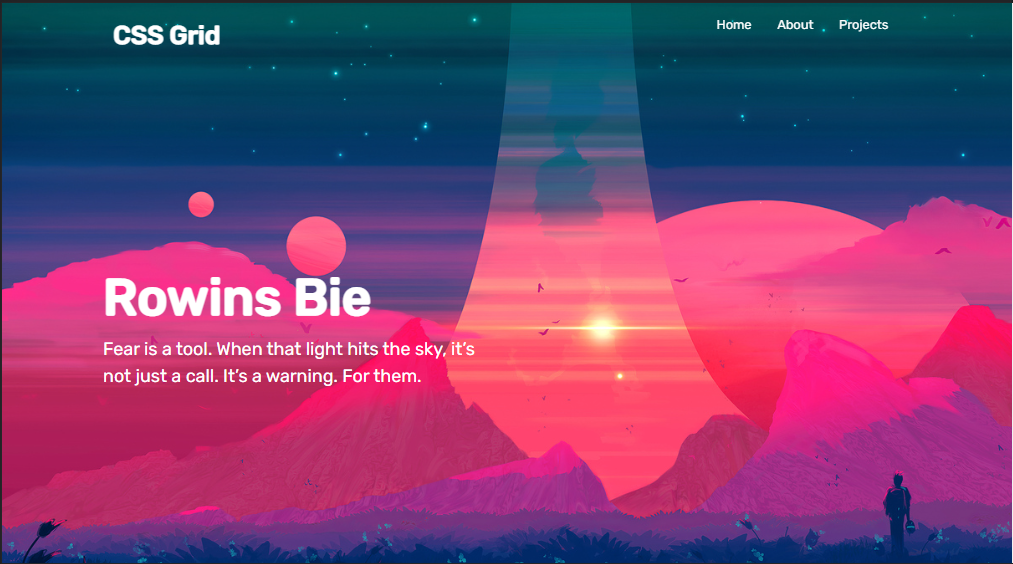 CSS Grid
Home About Projects
Rowins Bie
Fear is a tool. When that light hits the sky, it's
not just a call. It's a warning. For them.